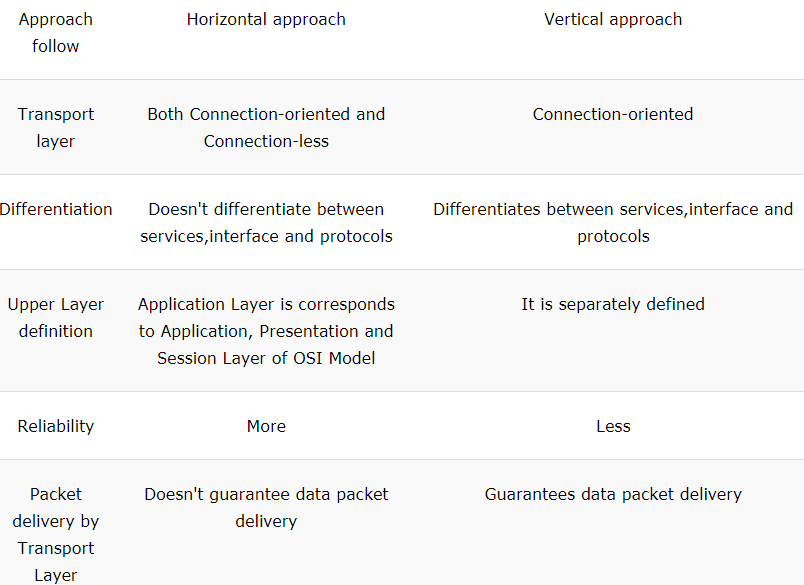 Approach follow Horizontal approach Vertical approach
Transport layer Both Connection-oriented and Connection-less Connection-oriented
Differentiation Doesn't differentiate between services,interface and protocols Differentiates between services,interface and protocols
Upper Layer definition Application Layer is corresponds to Application, Presentation and Session Layer of OSI Model It is separately defined
Reliability More Less
Packet delivery by Transport Layer Doesn't guarantee data packet delivery Guarantees data packet delivery